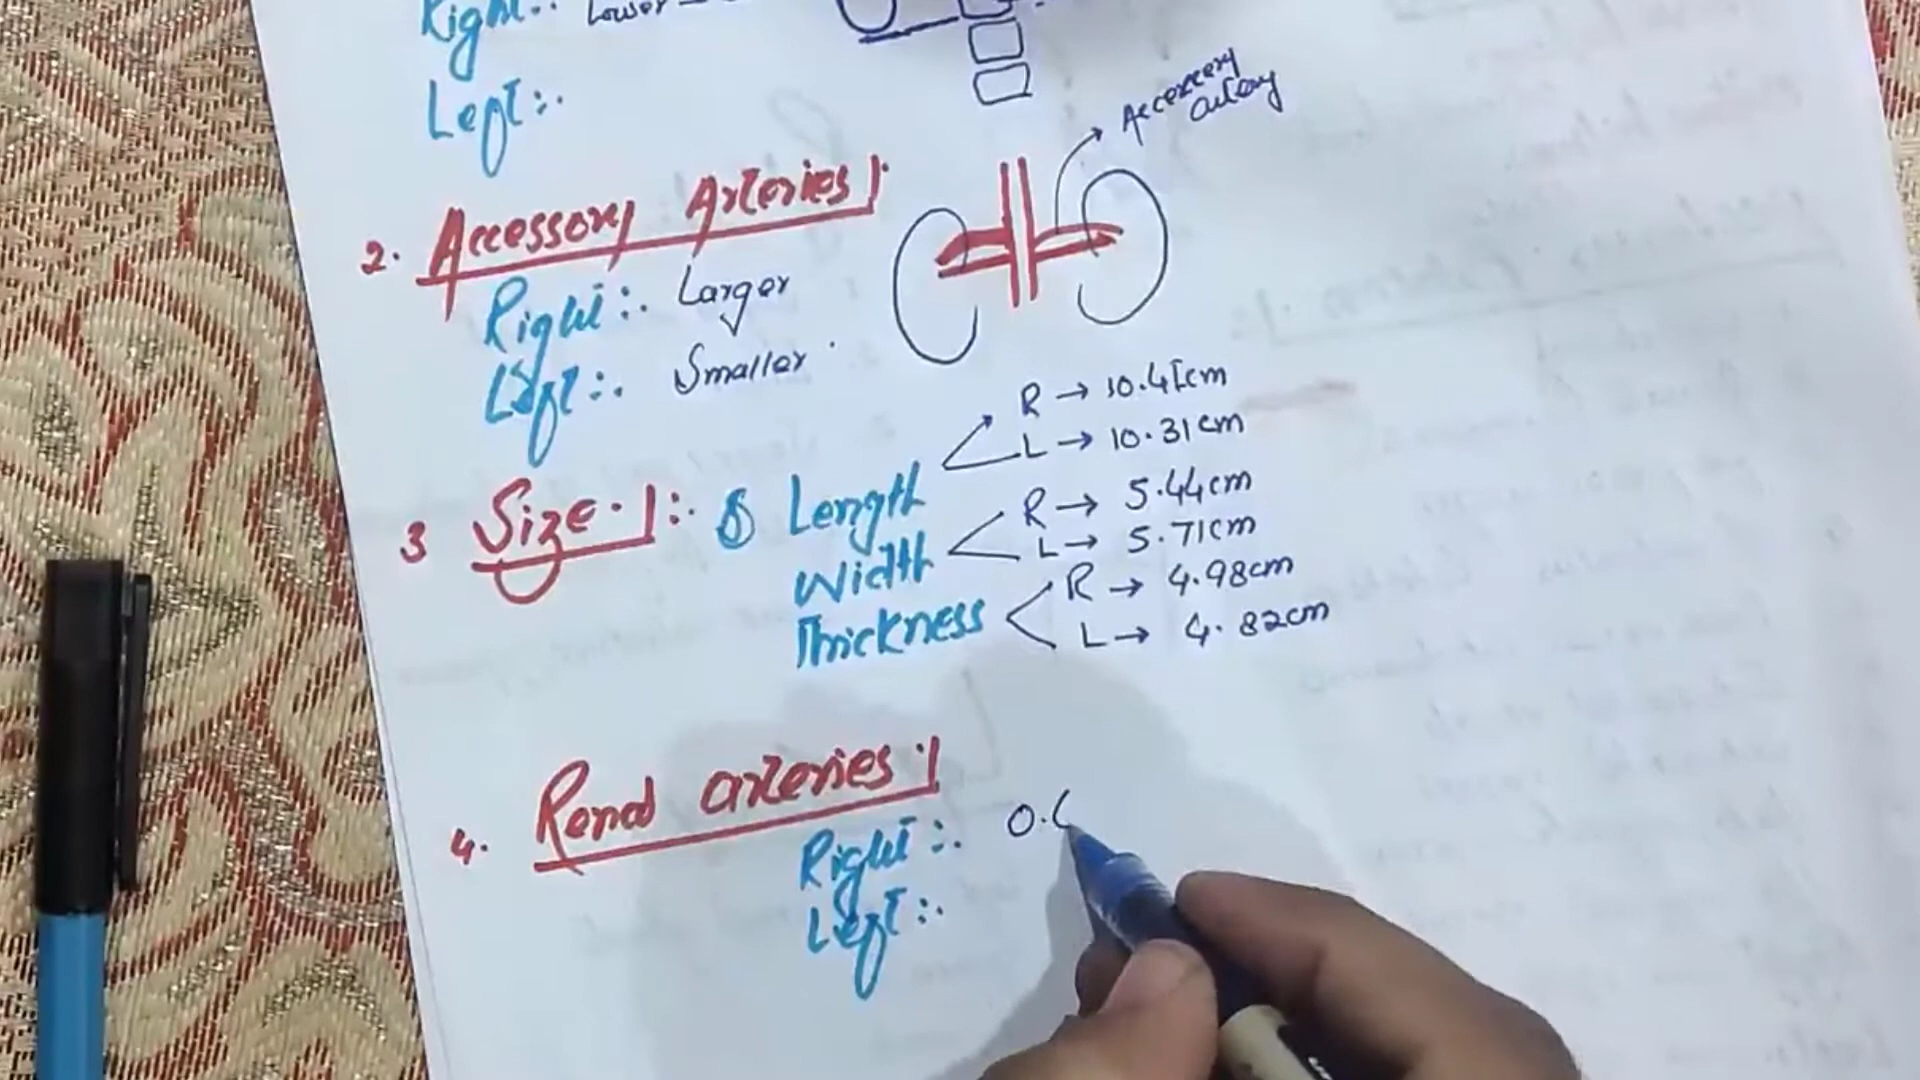 Right:. Lower
Left:.
Accessory
artery
2. Accessory Arteries
Right:. Larger
Left:. Smaller
R → 10.41cm
L → 10.31cm
3 Size :. Length
R → 5.44cm
Width
L → 5.71cm
R → 4.98cm
Thickness
L → 4.82cm
4. Renal arteries
Right:. 0.
Left:.